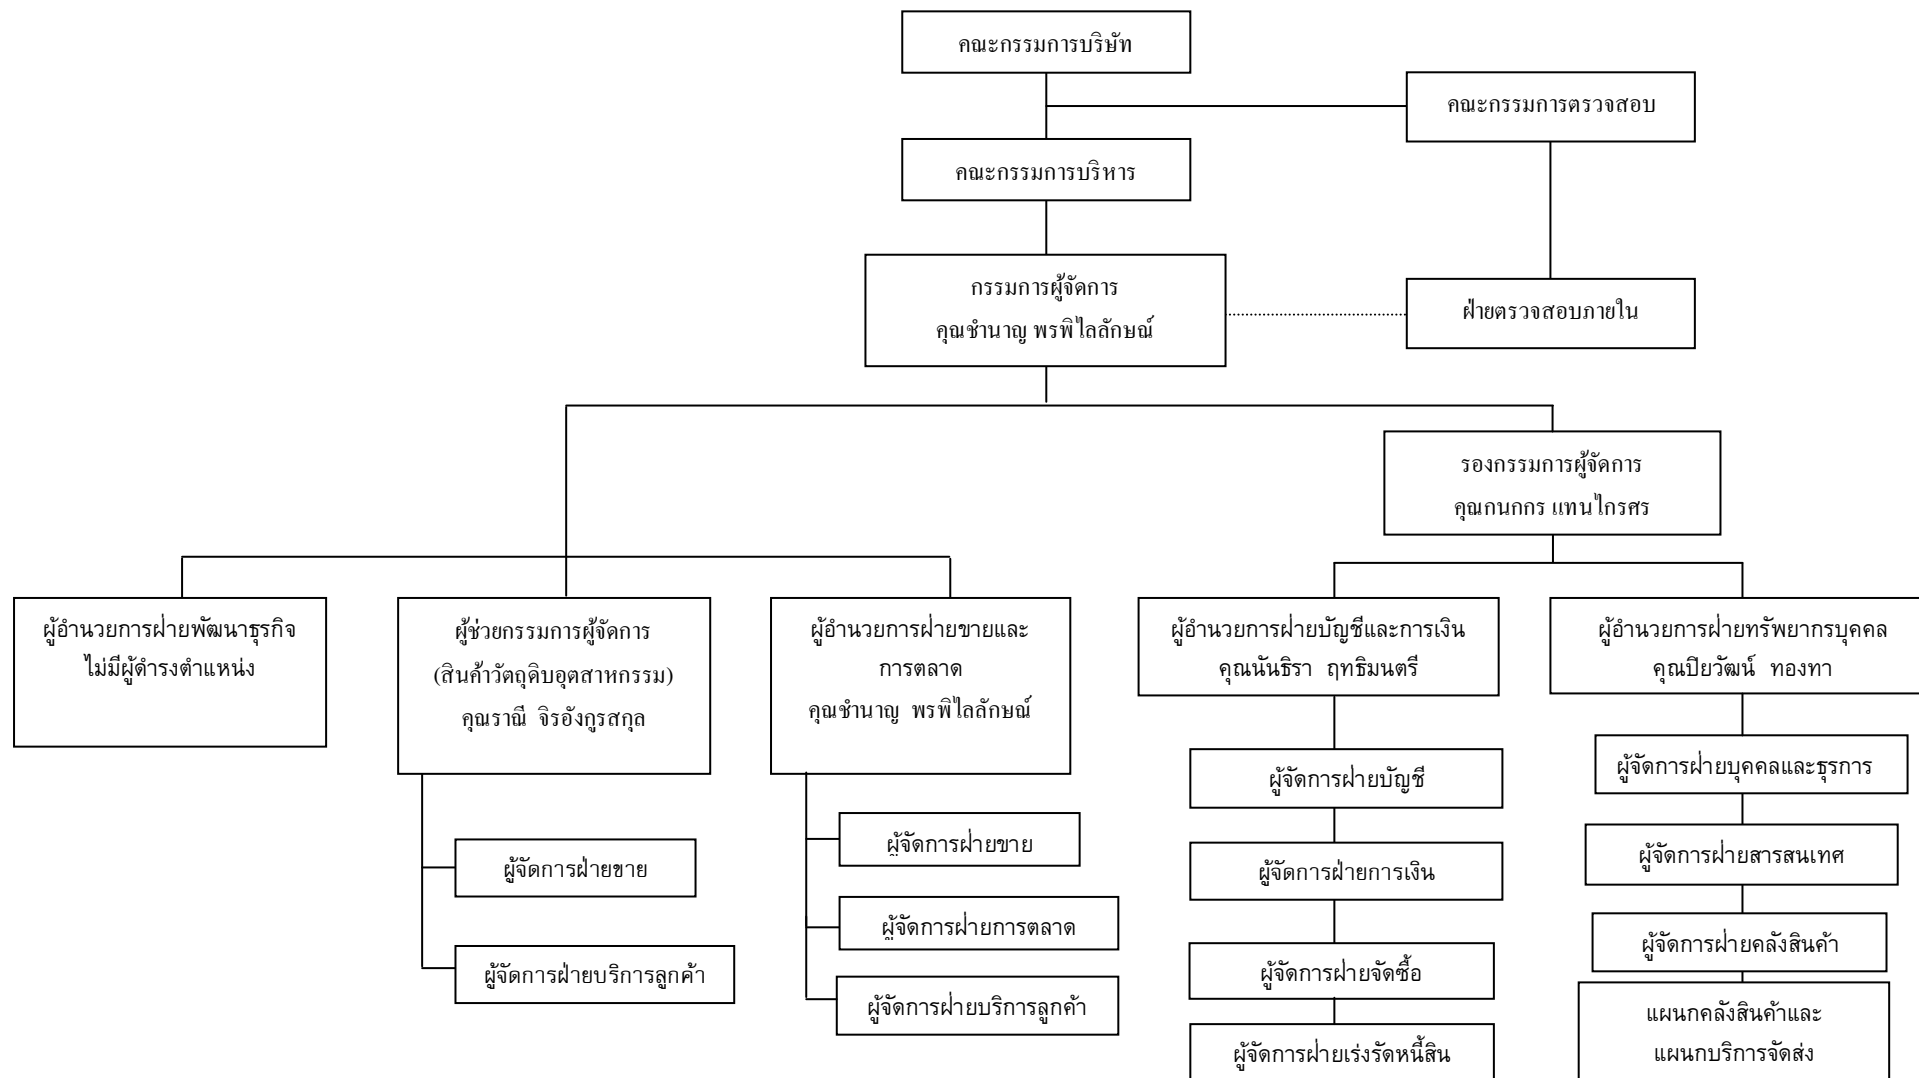 คณะกรรมการบริษัท
คณะกรรมการตรวจสอบ
คณะกรรมการบริหาร
กรรมการผู้จัดการ
คุณชำนาญ พรพิไลลักษณ์
ฝ่ายตรวจสอบภายใน
รองกรรมการผู้จัดการ
คุณกนกกร แทนไกรศร
ผู้อำนวยการฝ่ายพัฒนาธุรกิจ
ไม่มีผู้ดำรงตำแหน่ง
ผู้ช่วยกรรมการผู้จัดการ
(สินค้าวัตถุดิบอุตสาหกรรม)
คุณราณี จิรอังกูรสกุล
ผู้จัดการฝ่ายขาย
ผู้จัดการฝ่ายบริการลูกค้า
ผู้อำนวยการฝ่ายขายและ
การตลาด
คุณชำนาญ พรพิไลลักษณ์
ผู้จัดการฝ่ายขาย
ผู้จัดการฝ่ายการตลาด
ผู้จัดการฝ่ายบริการลูกค้า
ผู้อำนวยการฝ่ายบัญชีและการเงิน
คุณนันธิรา ฤทธิมนตรี
ผู้จัดการฝ่ายบัญชี
ผู้จัดการฝ่ายการเงิน
ผู้จัดการฝ่ายจัดซื้อ
ผู้จัดการฝ่ายเร่งรัดหนี้สิน
ผู้อำนวยการฝ่ายทรัพยากรบุคคล
คุณปิยวัฒน์ ทองทา
ผู้จัดการฝ่ายบุคคลและธุรการ
ผู้จัดการฝ่ายสารสนเทศ
ผู้จัดการฝ่ายคลังสินค้า
แผนกคลังสินค้าและ
แผนกบริการจัดส่ง